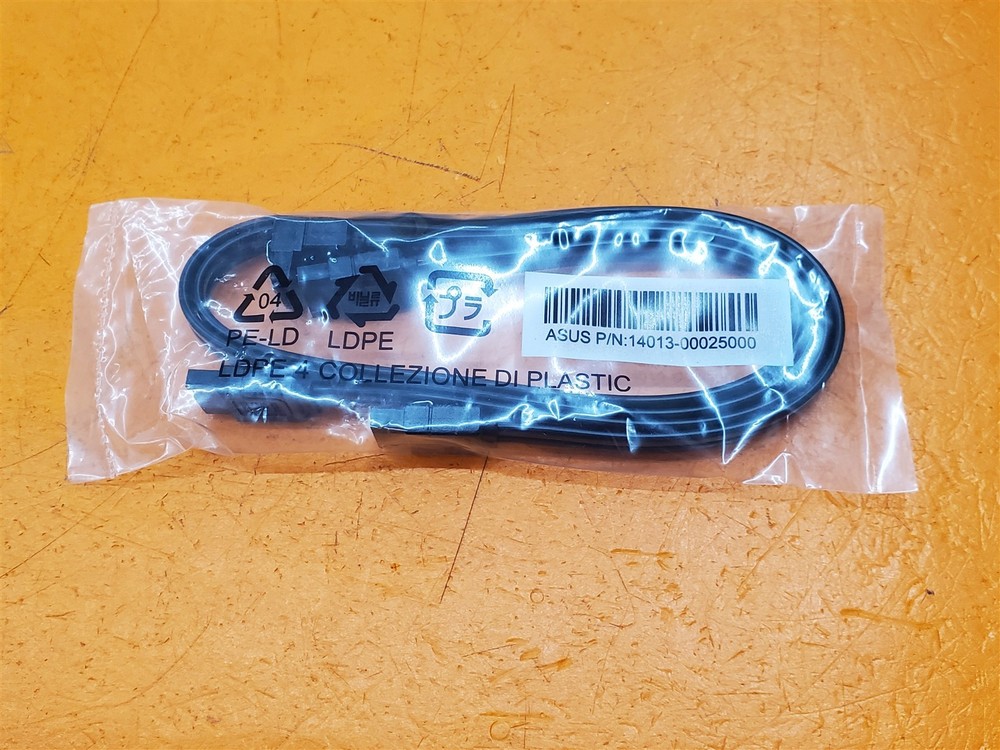 04
비닐류
プラ
PE-LD LDPE
ASUS P/N:14013-00025000
LDPE 4 COLLEZIONE DI PLASTIC